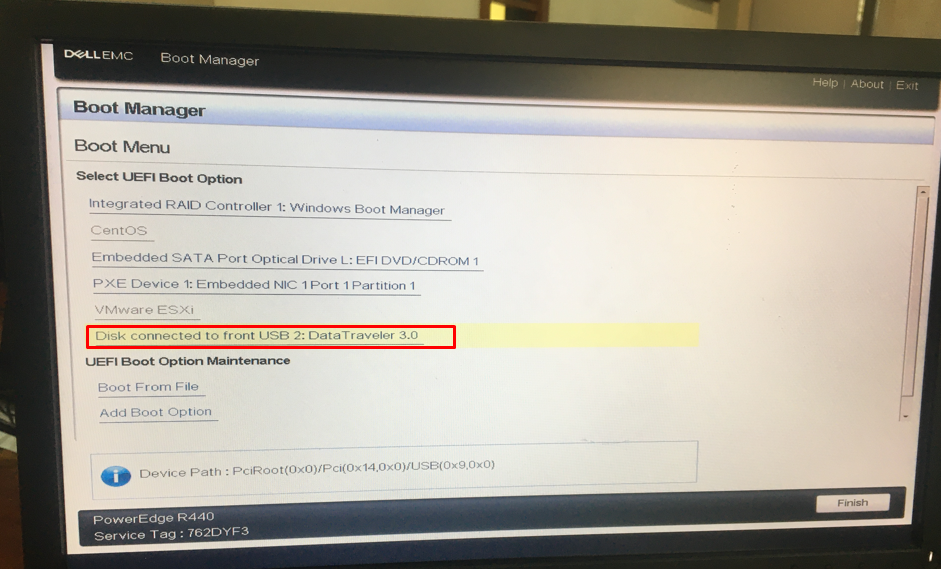 DELLEMC Boot Manager
Help | About | Exit
Boot Manager
Boot Menu
Select UEFI Boot Option
Integrated RAID Controller 1: Windows Boot Manager
CentOS
Embedded SATA Port Optical Drive L: EFI DVD/CDROM 1
PXE Device 1: Embedded NIC 1 Port 1 Partition 1
VMware ESXi
Disk connected to front USB 2: DataTraveler 3.0
UEFI Boot Option Maintenance
Boot From File
Add Boot Option
Device Path : PciRoot(0x0)/Pci(0x14,0x0)/USB(0x9,0x0)
Finish
PowerEdge R440
Service Tag : 762DYF3